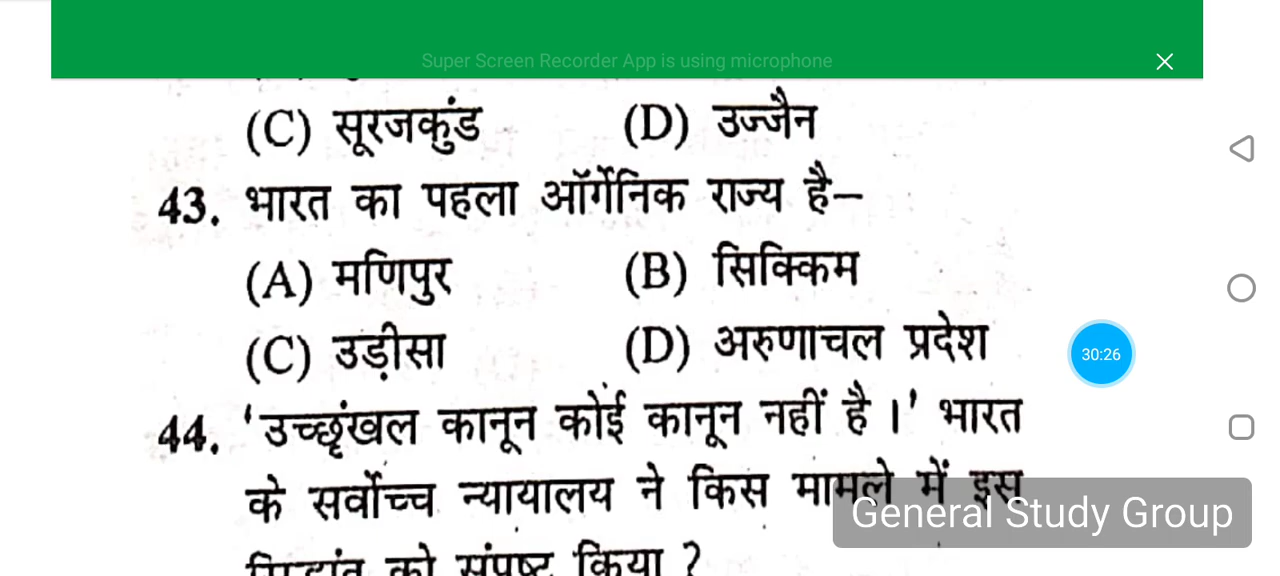 Super Screen Recorder App is using microphone
(C) सूरजकुंड (D) उज्जैन
43. भारत का पहला ऑर्गेनिक राज्य है–
(A) मणिपुर (B) सिक्किम
(C) उड़ीसा (D) अरुणाचल प्रदेश
30:26
44. 'उच्छृंखल कानून कोई कानून नहीं है।' भारत
के सर्वोच्च न्यायालय ने किस मामले में इस
General Study Group
को संपुष्ट किया ?